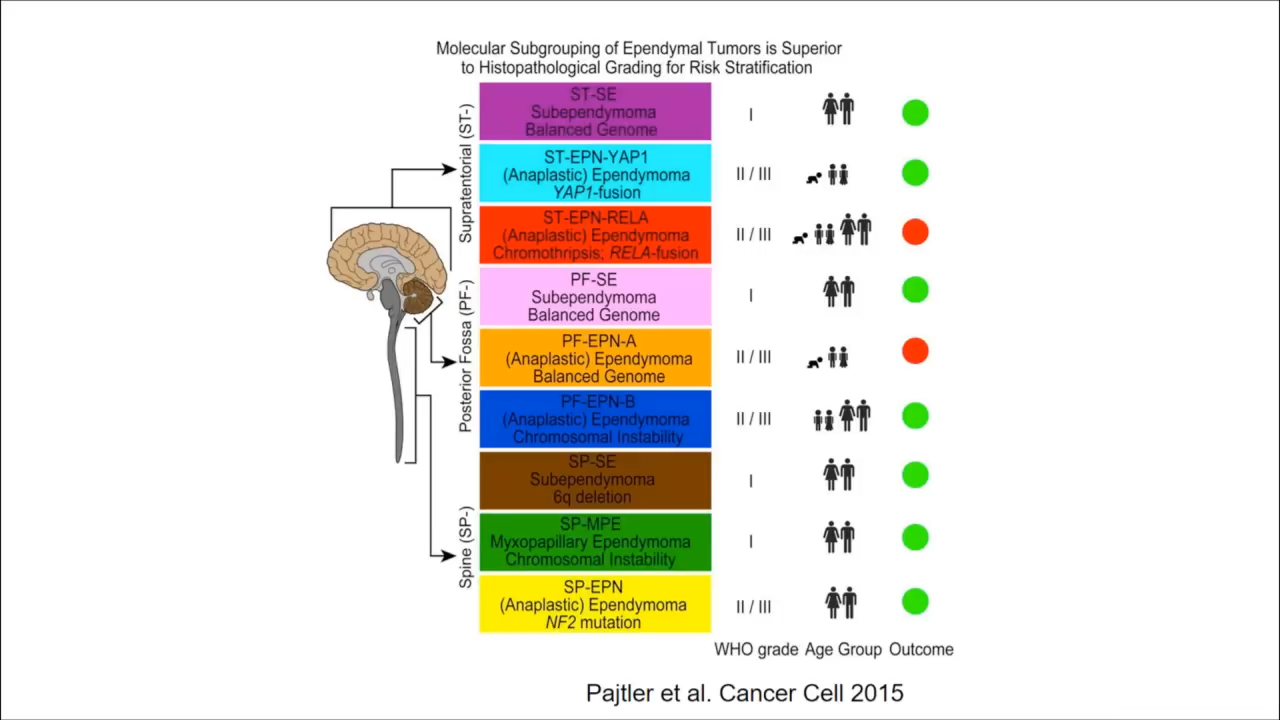 Molecular Subgrouping of Ependymal Tumors is Superior
to Histopathological Grading for Risk Stratification
Supratentorial (ST-)
ST-SE
Subependymoma
Balanced Genome
I
ST-EPN-YAP1
(Anaplastic) Ependymoma
YAP1-fusion
II / III
ST-EPN-RELA
(Anaplastic) Ependymoma
Chromothripsis; RELA-fusion
II / III
Posterior Fossa (PF-)
PF-SE
Subependymoma
Balanced Genome
I
PF-EPN-A
(Anaplastic) Ependymoma
Balanced Genome
II / III
PF-EPN-B
(Anaplastic) Ependymoma
Chromosomal Instability
II / III
Spine (SP-)
SP-SE
Subependymoma
6q deletion
I
SP-MPE
Myxopapillary Ependymoma
Chromosomal Instability
I
SP-EPN
(Anaplastic) Ependymoma
NF2 mutation
II / III
WHO grade Age Group Outcome
Pajtler et al. Cancer Cell 2015